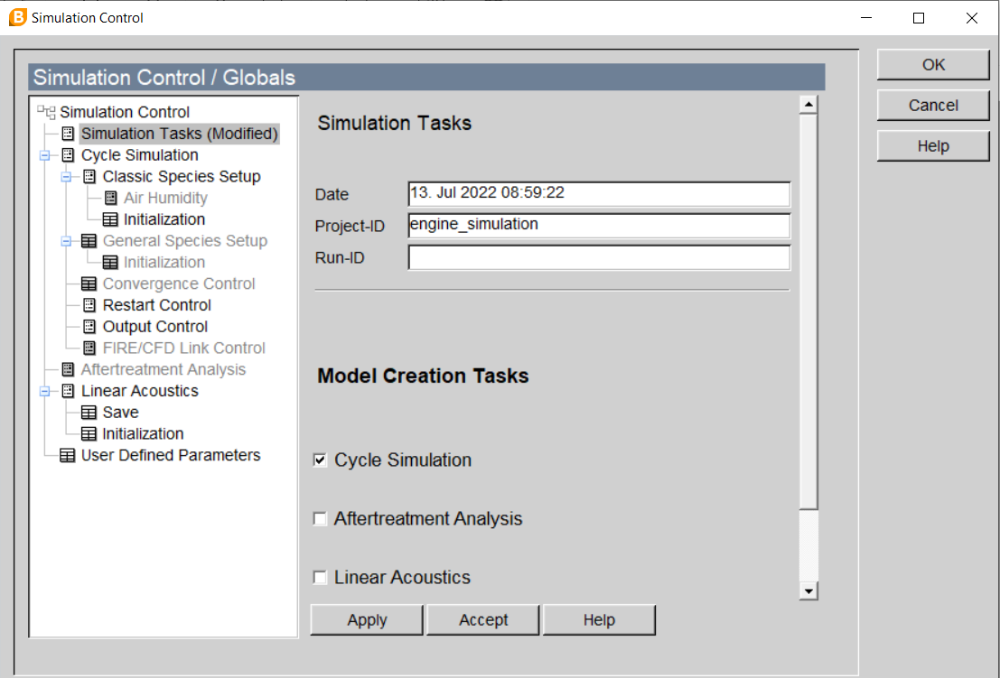 Simulation Control
OK
Cancel
Help
Simulation Control / Globals
Simulation Control
Simulation Tasks (Modified)
Cycle Simulation
Classic Species Setup
Air Humidity
Initialization
General Species Setup
Initialization
Convergence Control
Restart Control
Output Control
FIRE/CFD Link Control
Aftertreatment Analysis
Linear Acoustics
Save
Initialization
User Defined Parameters
Simulation Tasks
Date 13. Jul 2022 08:59:22
Project-ID engine_simulation
Run-ID
Model Creation Tasks
Cycle Simulation
Aftertreatment Analysis
Linear Acoustics
Apply Accept Help